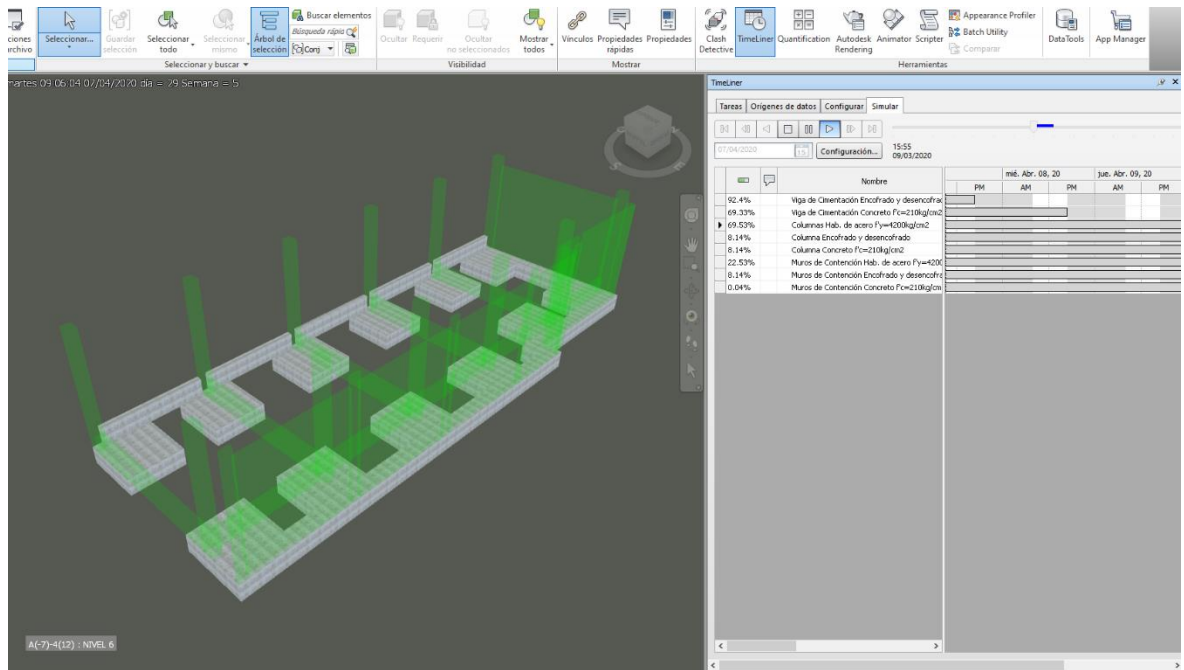 ciones
archivo
Seleccionar...
Guardar
selección
Seleccionar
todo
Seleccionar
mismo
Árbol de
selección
Buscar elementos
Búsqueda rápida
Conj
Seleccionar y buscar
Ocultar
Requerir
Ocultar
no seleccionados
Mostrar
todos
Visibilidad
Vínculos
Propiedades
rápidas
Propiedades
Mostrar
Clash
Detective
TimeLiner
Quantification
Autodesk
Rendering
Animator
Scripter
Appearance Profiler
Batch Utility
Comparar
Herramientas
DataTools
App Manager
martes 09:06:04 07/04/2020 día = 29 Semana = 5
A(-7)-4(12) : NIVEL 6
TimeLiner
Tareas
Orígenes de datos
Configurar
Simular
07/04/2020
15
Configuración...
15:55
09/03/2020
Nombre
mié. Abr. 08, 20
jue. Abr. 09, 20
PM
AM
PM
AM
PM
92.4% Viga de Cimentación Encofrado y desencofrac
69.33% Viga de Cimentación Concreto f'c=210kg/cm2
69.53% Columnas Hab. de acero f'y=4200kg/cm2
8.14% Columna Encofrado y desencofrado
8.14% Columna Concreto f'c=210kg/cm2
22.53% Muros de Contención Hab. de acero f'y=4200
8.14% Muros de Contención Encofrado y desencofra
0.04% Muros de Contención Concreto f'c=210kg/cm